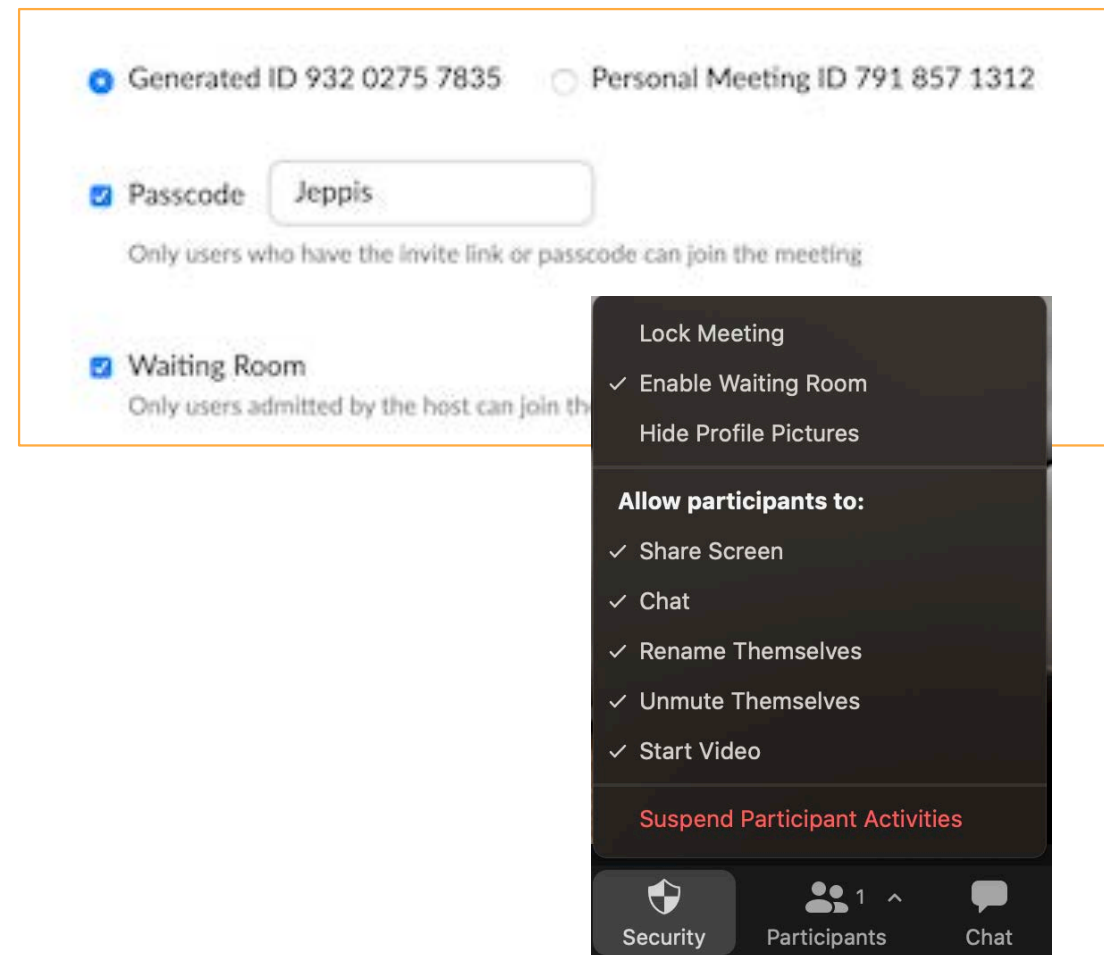 Generated ID 932 0275 7835 Personal Meeting ID 791 857 1312
Passcode Jeppis
Only users who have the invite link or passcode can join the meeting
Waiting Room
Only users admitted by the host can join
Lock Meeting
Enable Waiting Room
Hide Profile Pictures
Allow participants to:
Share Screen
Chat
Rename Themselves
Unmute Themselves
Start Video
Suspend Participant Activities
1
Security Participants Chat